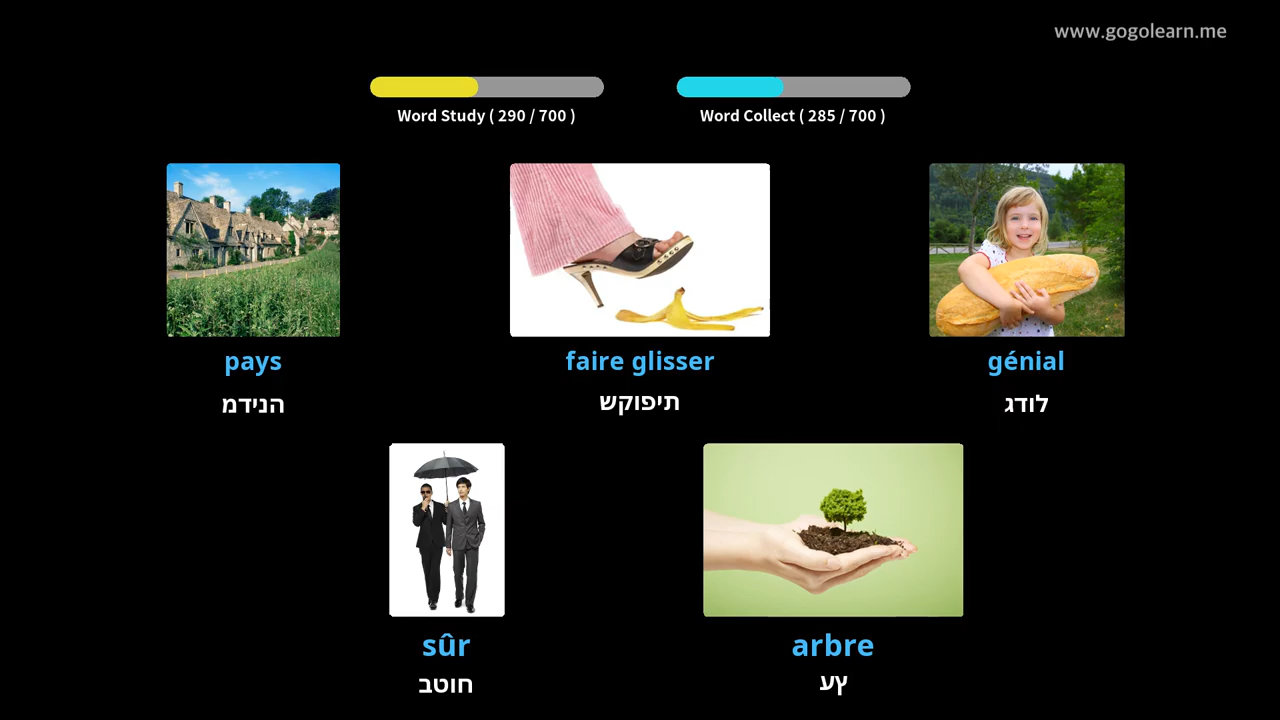 www.gogolearn.me
Word Study ( 290 / 700 )
Word Collect ( 285 / 700 )
pays
הנידמ
faire glisser
תיפוקש
génial
לודג
sûr
חוטב
arbre
ץע